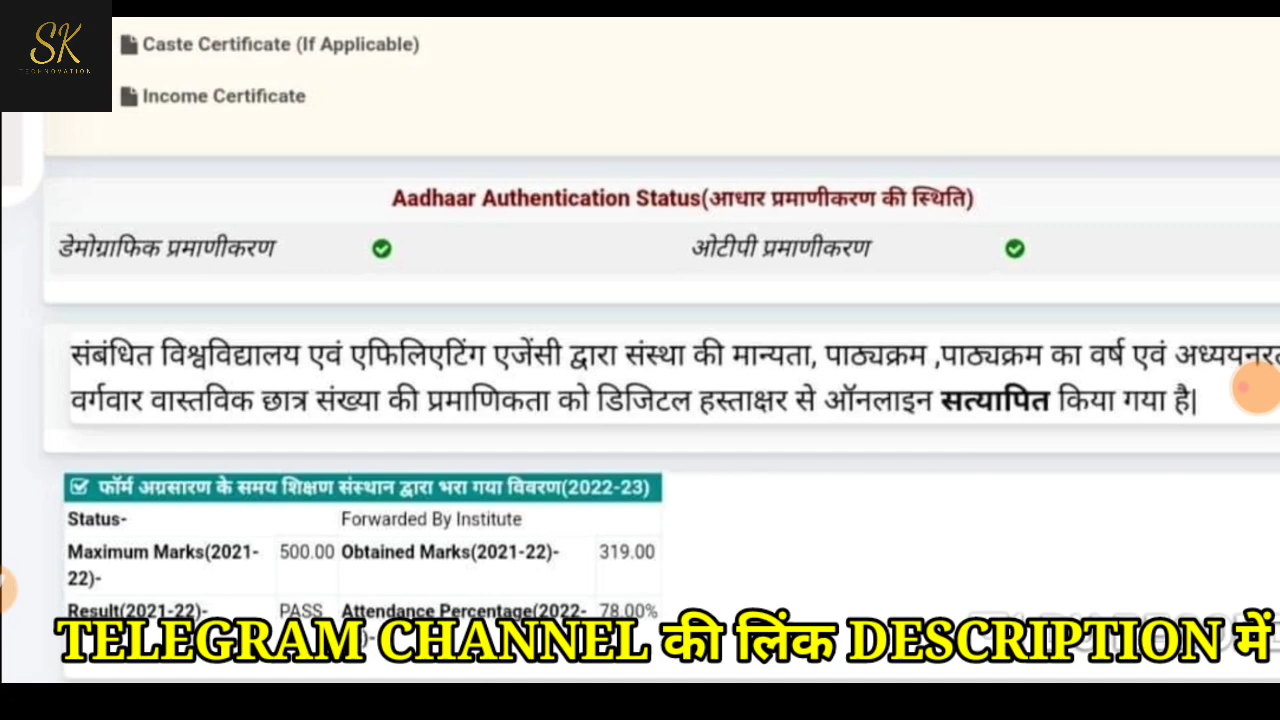 SK
TECHNOVATION
Caste Certificate (If Applicable)
Income Certificate
Aadhaar Authentication Status(आधार प्रमाणीकरण की स्थिति)
डेमोग्राफिक प्रमाणीकरण ओटीपी प्रमाणीकरण
संबंधित विश्वविद्यालय एवं एफिलिएटिंग एजेंसी द्वारा संस्था की मान्यता, पाठ्यक्रम ,पाठ्यक्रम का वर्ष एवं
वर्गवार वास्तविक छात्र संख्या की प्रमाणिकता को डिजिटल हस्ताक्षर से ऑनलाइन सत्यापित किया गया है|
फॉर्म अग्रसारण के समय शिक्षण संस्थान द्वारा भरा गया विवरण(2022-23)
Status- Forwarded By Institute
Maximum Marks(2021- 500.00 Obtained Marks(2021-22)- 319.00
22)-
Result(2021-22)- PASS Attendance Percentage(2022- 78.00%
TELEGRAM CHANNEL की लिंक DESCRIPTION में